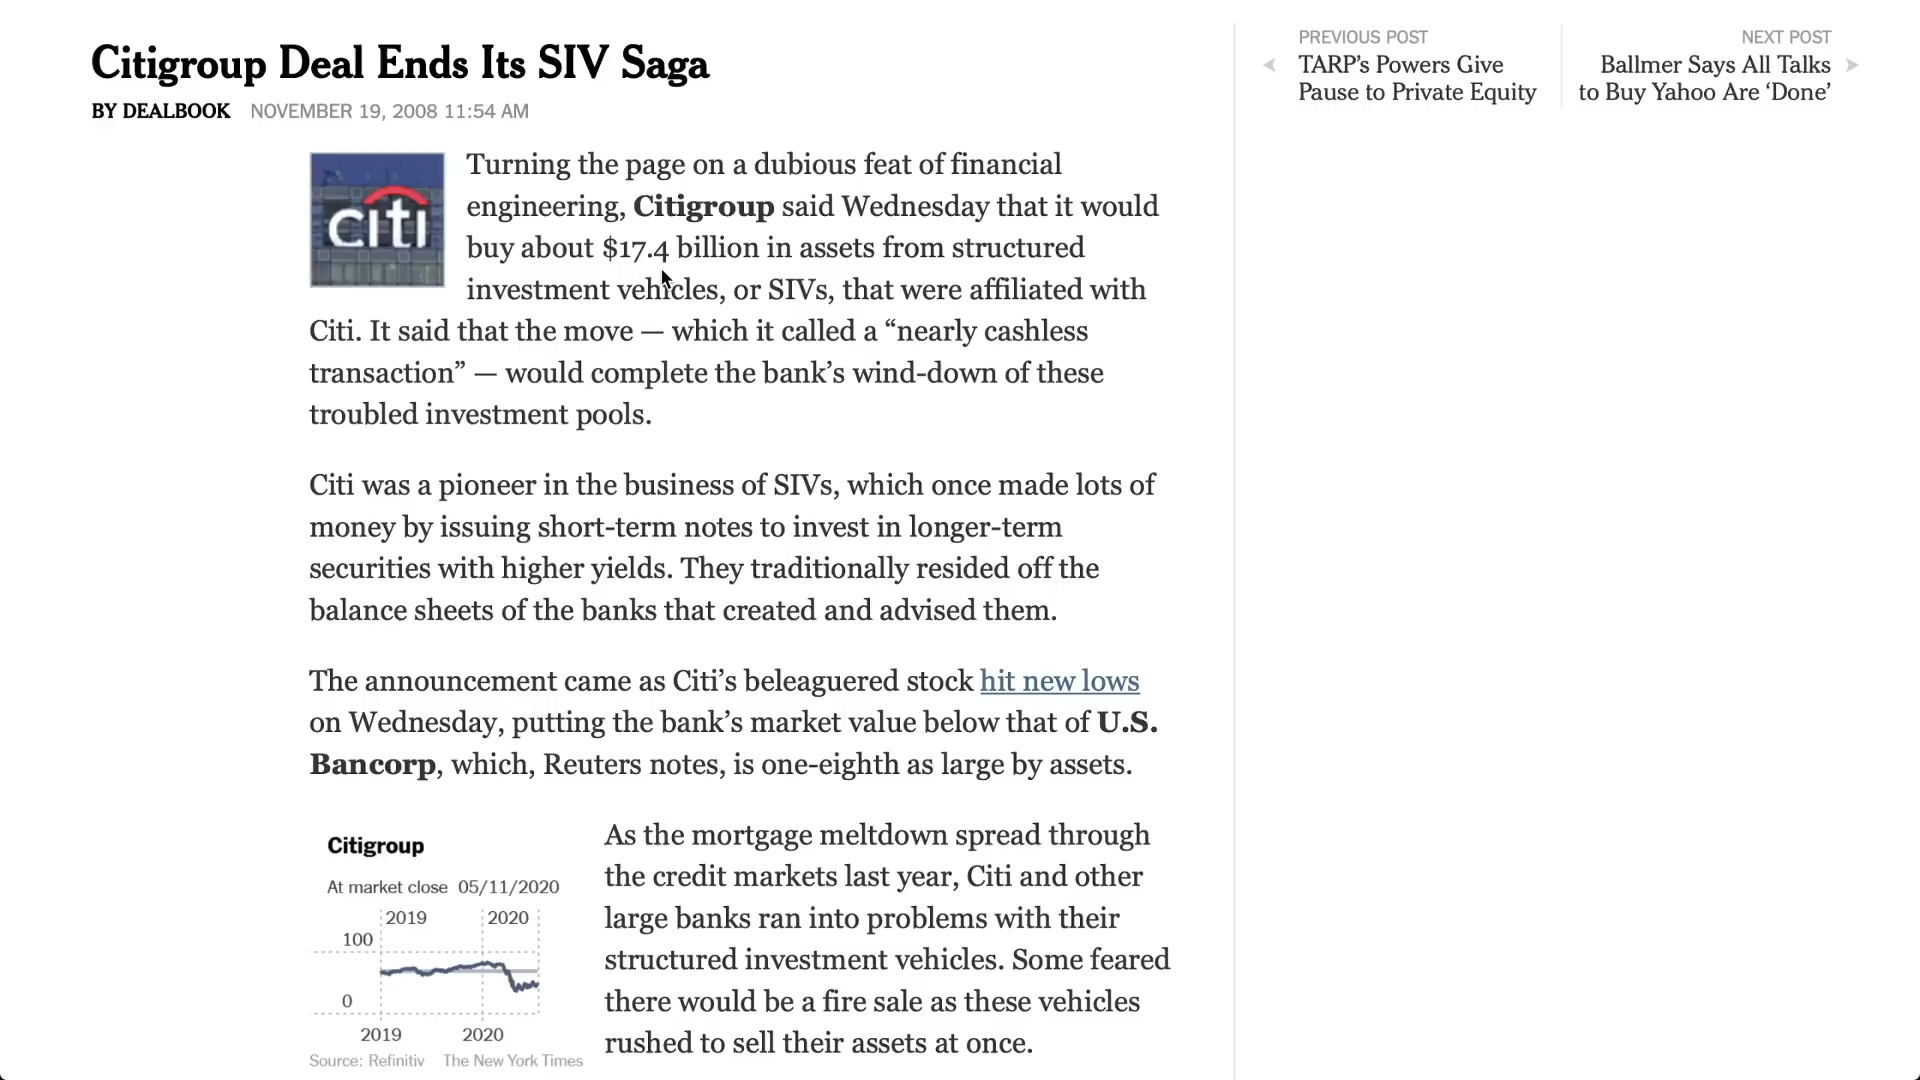 Citigroup Deal Ends Its SIV Saga
BY DEALBOOK NOVEMBER 19, 2008 11:54 AM
PREVIOUS POST
TARP’s Powers Give
Pause to Private Equity
NEXT POST
Ballmer Says All Talks
to Buy Yahoo Are ‘Done’
citi
Turning the page on a dubious feat of financial
engineering, Citigroup said Wednesday that it would
buy about $17.4 billion in assets from structured
investment vehicles, or SIVs, that were affiliated with
Citi. It said that the move — which it called a “nearly cashless
transaction” — would complete the bank’s wind-down of these
troubled investment pools.
Citi was a pioneer in the business of SIVs, which once made lots of
money by issuing short-term notes to invest in longer-term
securities with higher yields. They traditionally resided off the
balance sheets of the banks that created and advised them.
The announcement came as Citi’s beleaguered stock hit new lows
on Wednesday, putting the bank’s market value below that of U.S.
Bancorp, which, Reuters notes, is one-eighth as large by assets.
Citigroup
At market close 05/11/2020
2019 2020
100
0
2019 2020
Source: Refinitiv The New York Times
As the mortgage meltdown spread through
the credit markets last year, Citi and other
large banks ran into problems with their
structured investment vehicles. Some feared
there would be a fire sale as these vehicles
rushed to sell their assets at once.